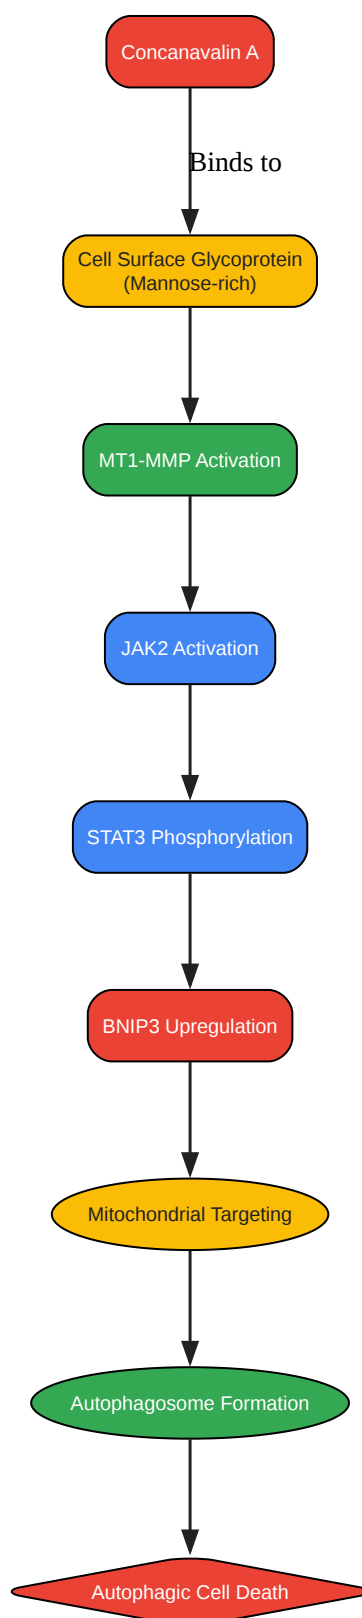 Concanavalin A
Binds to
Cell Surface Glycoprotein
(Mannose-rich)
MT1-MMP Activation
JAK2 Activation
STAT3 Phosphorylation
BNIP3 Upregulation
Mitochondrial Targeting
Autophagosome Formation
Autophagic Cell Death